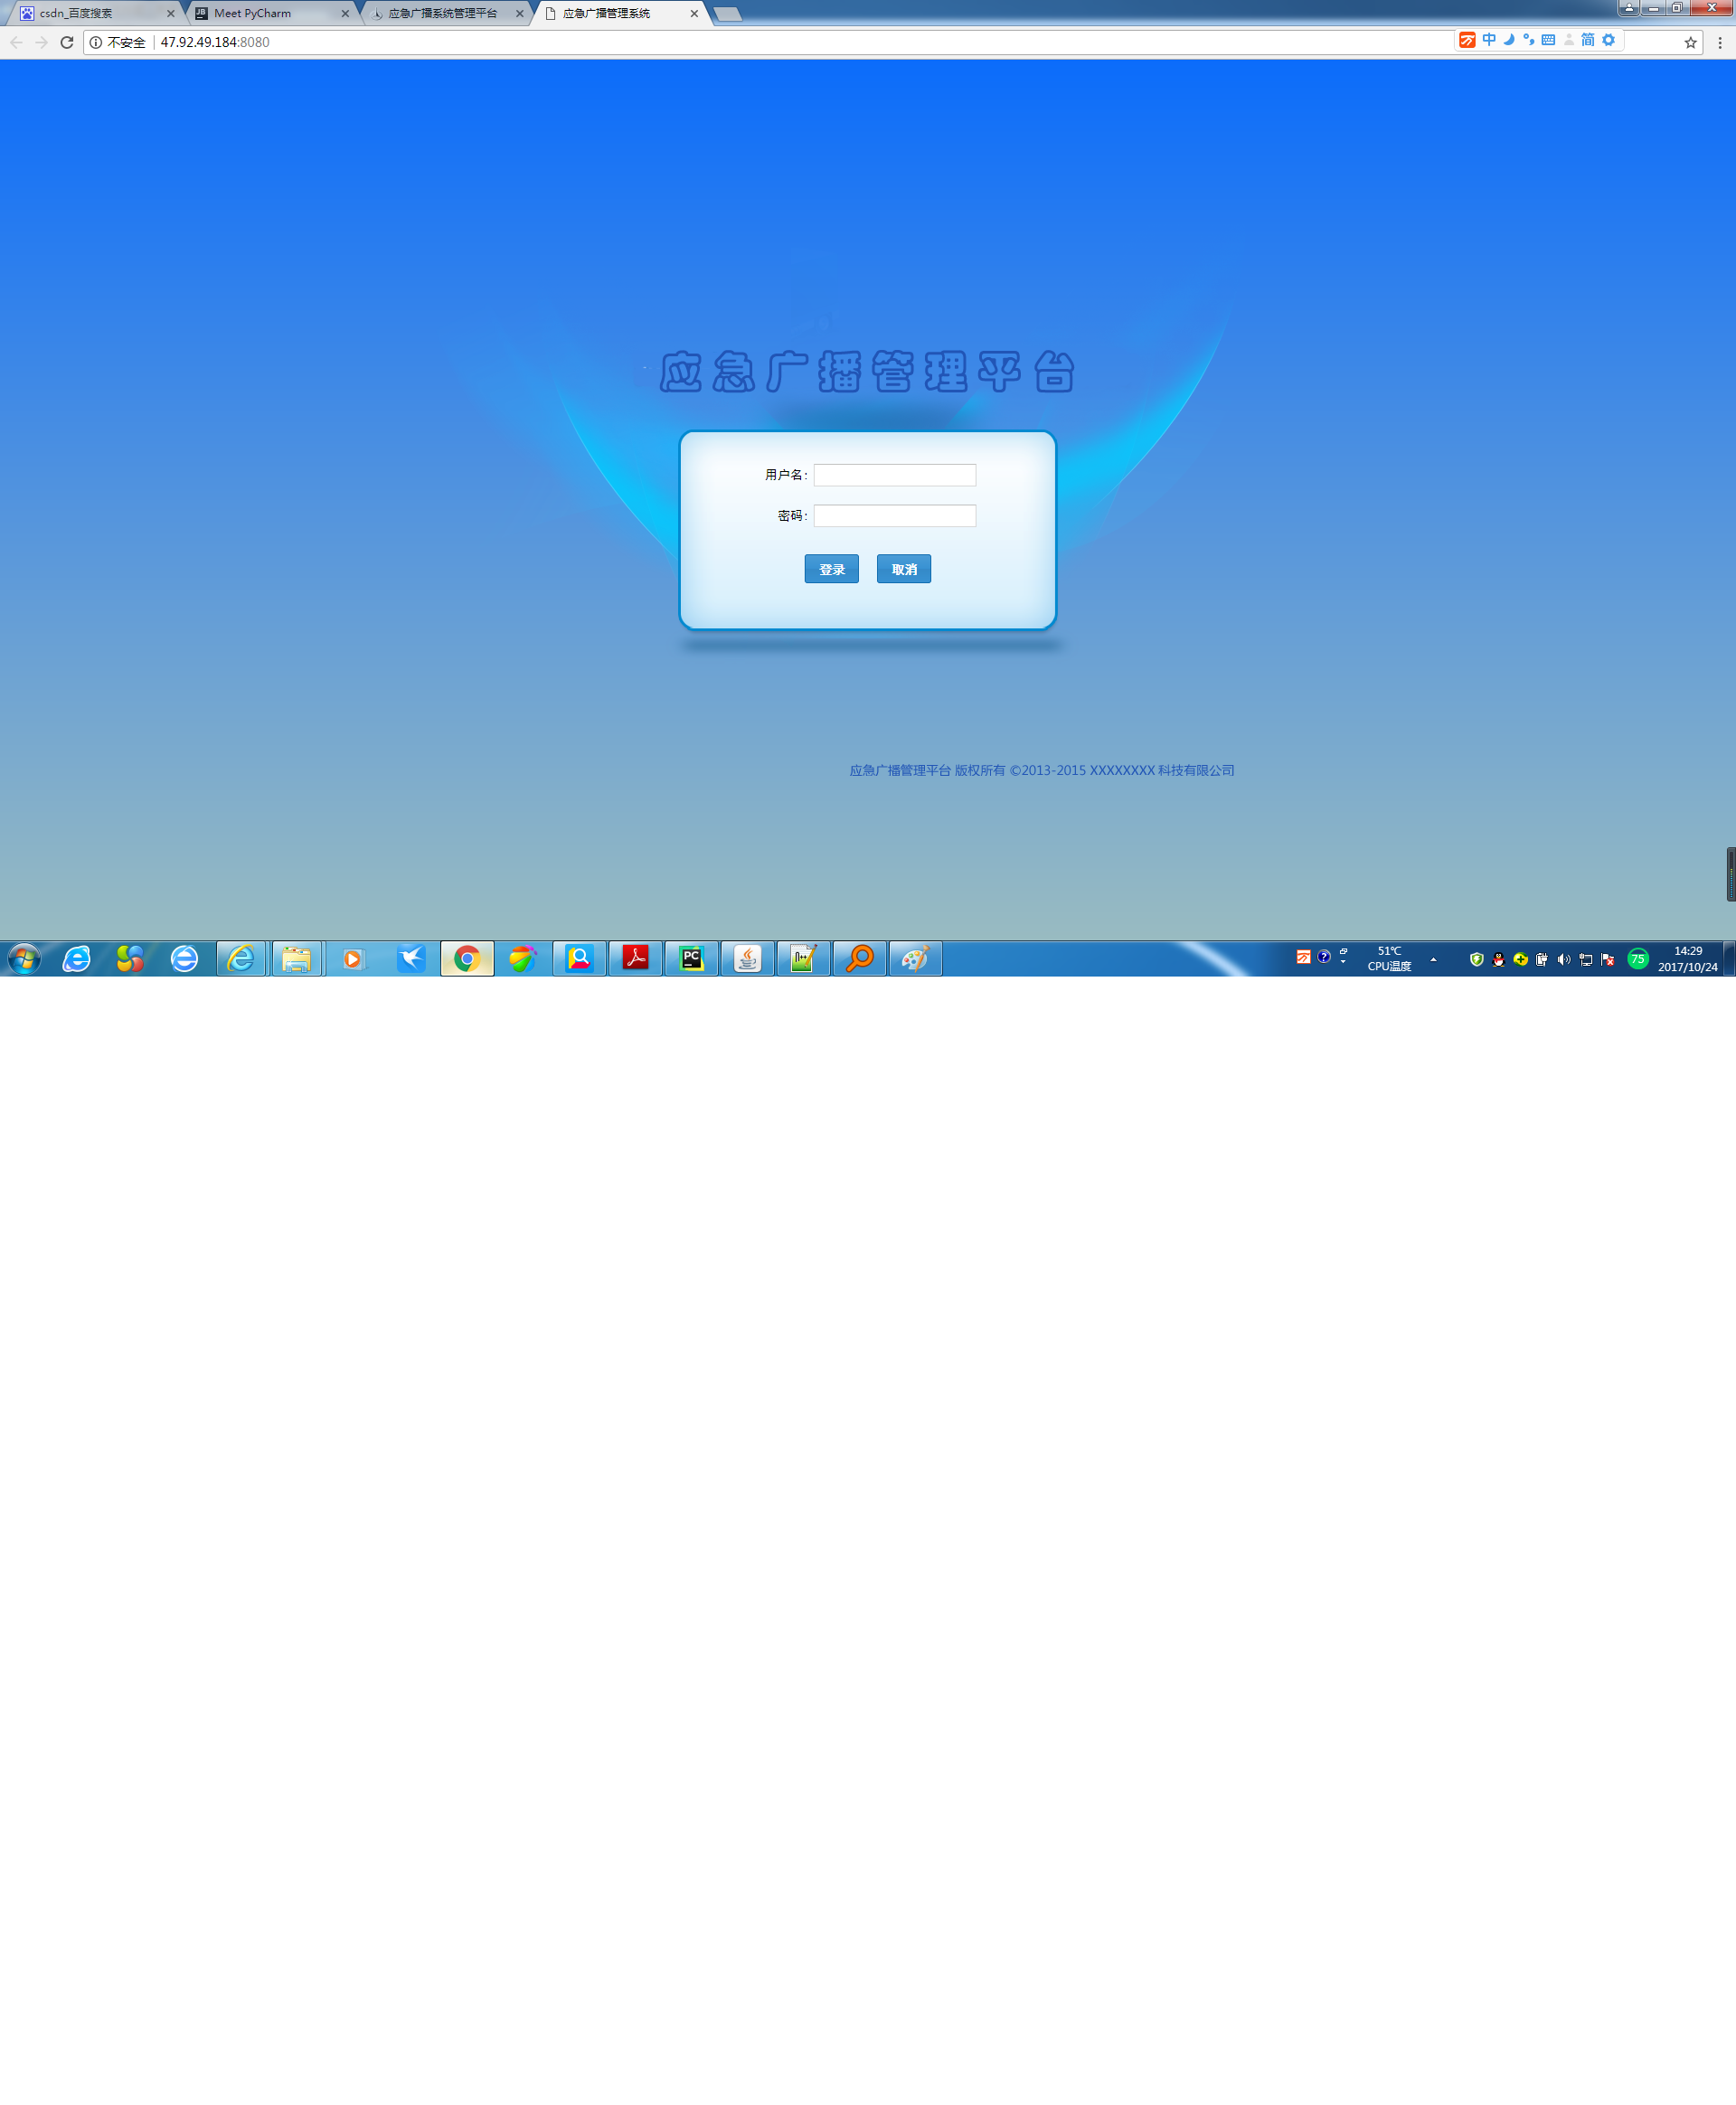 csdn_百度搜索
Meet PyCharm
应急广播系统管理平台
应急广播管理系统
不安全 47.92.49.184:8080
中 简
应急广播管理平台
用户名:
密码:
登录 取消
应急广播管理平台 版权所有 ©2013-2015 XXXXXXXX 科技有限公司
51℃
CPU温度
75
14:29
2017/10/24